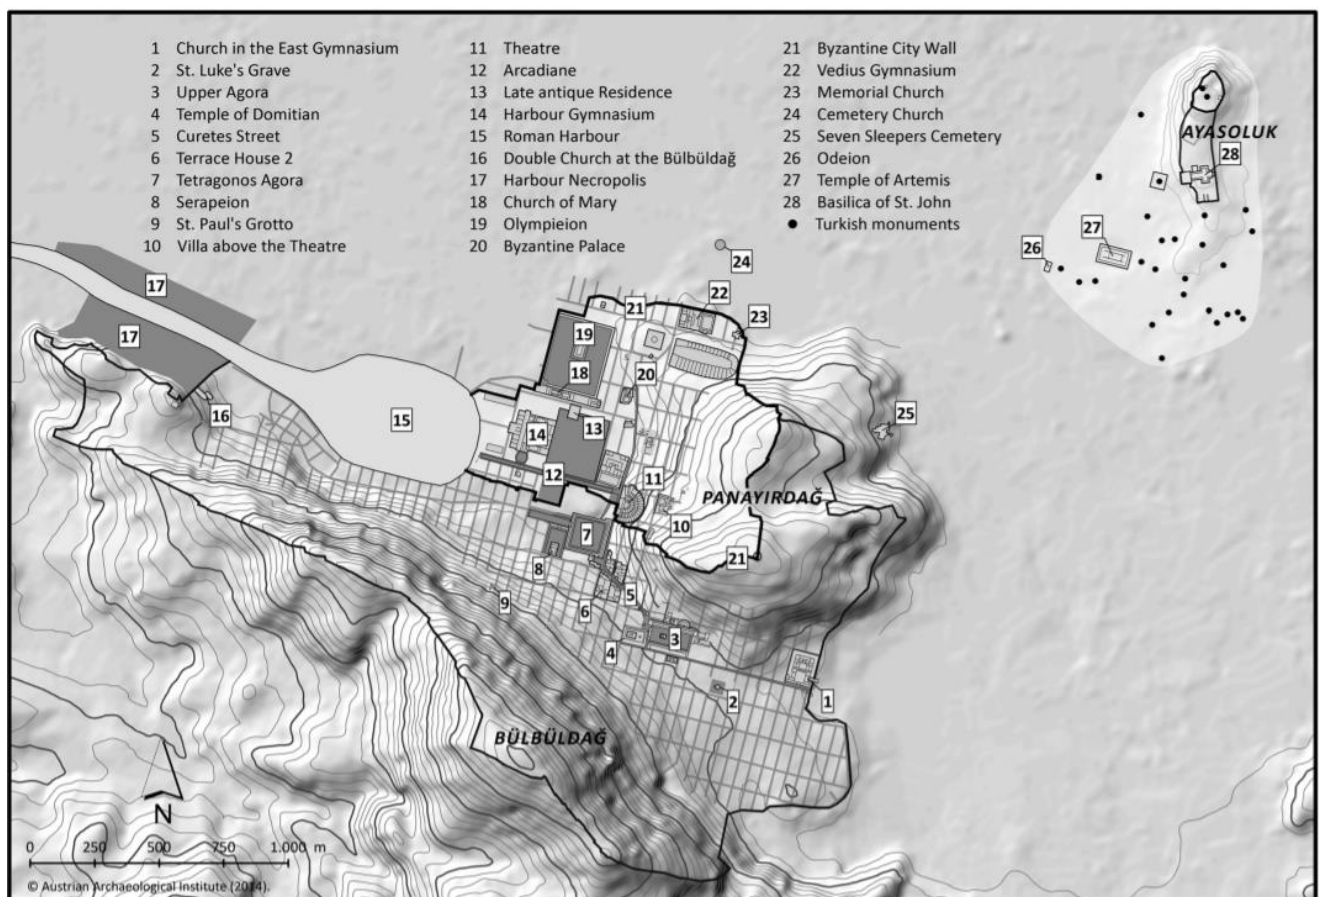 1 Church in the East Gymnasium
2 St. Luke's Grave
3 Upper Agora
4 Temple of Domitian
5 Curetes Street
6 Terrace House 2
7 Tetragonos Agora
8 Serapeion
9 St. Paul's Grotto
10 Villa above the Theatre
11 Theatre
12 Arcadiane
13 Late antique Residence
14 Harbour Gymnasium
15 Roman Harbour
16 Double Church at the Bülbüldağ
17 Harbour Necropolis
18 Church of Mary
19 Olympieion
20 Byzantine Palace
21 Byzantine City Wall
22 Vedius Gymnasium
23 Memorial Church
24 Cemetery Church
25 Seven Sleepers Cemetery
26 Odeion
27 Temple of Artemis
28 Basilica of St. John
● Turkish monuments
AYASOLUK
28
27
26
24
17
22
21
23
17
19
20
18
16
15
25
13
14
12
11
PANAYIRDAĞ
10
7
21
8
5
9
6
3
4
2
1
BÜLBÜLDAĞ
N
0 250 500 750 1.000 m
© Austrian Archaeological Institute (2014).